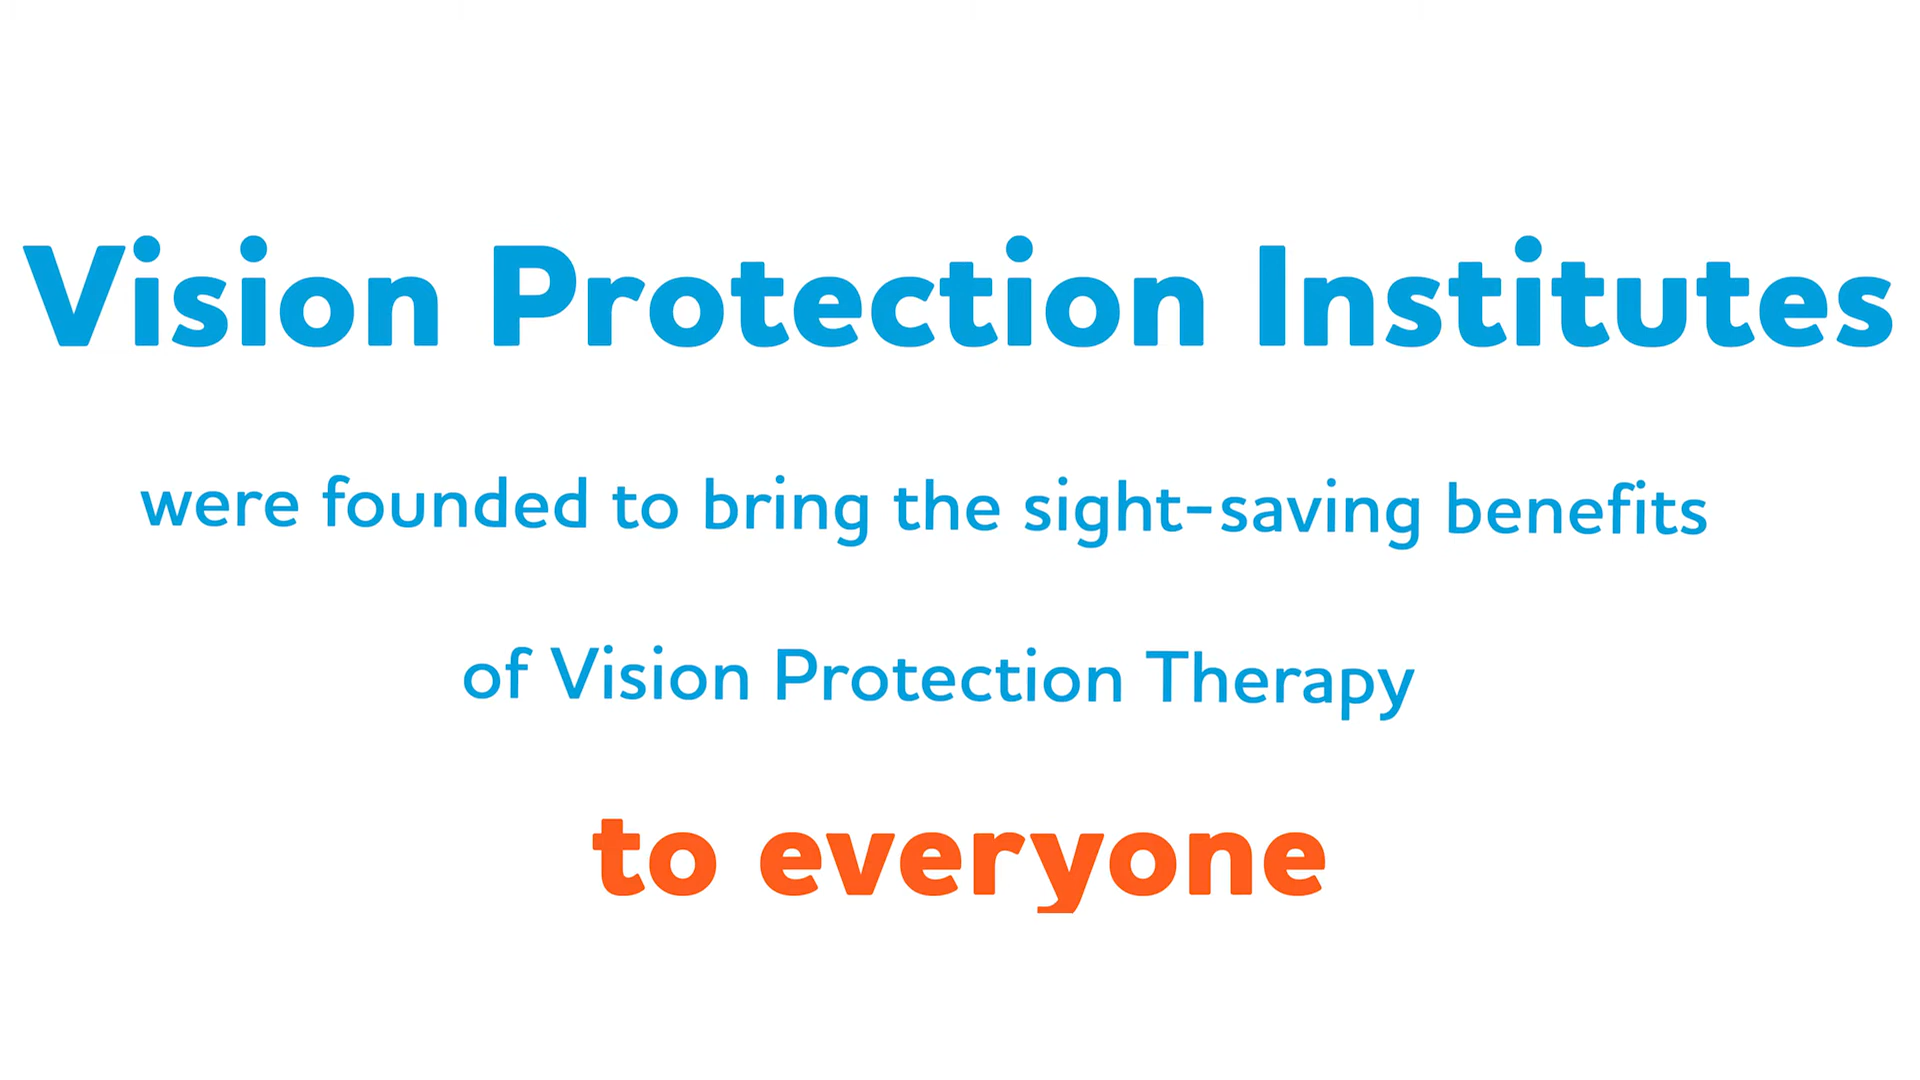 Vision Protection Institutes
were founded to bring the sight-saving benefits
of Vision Protection Therapy
to everyone